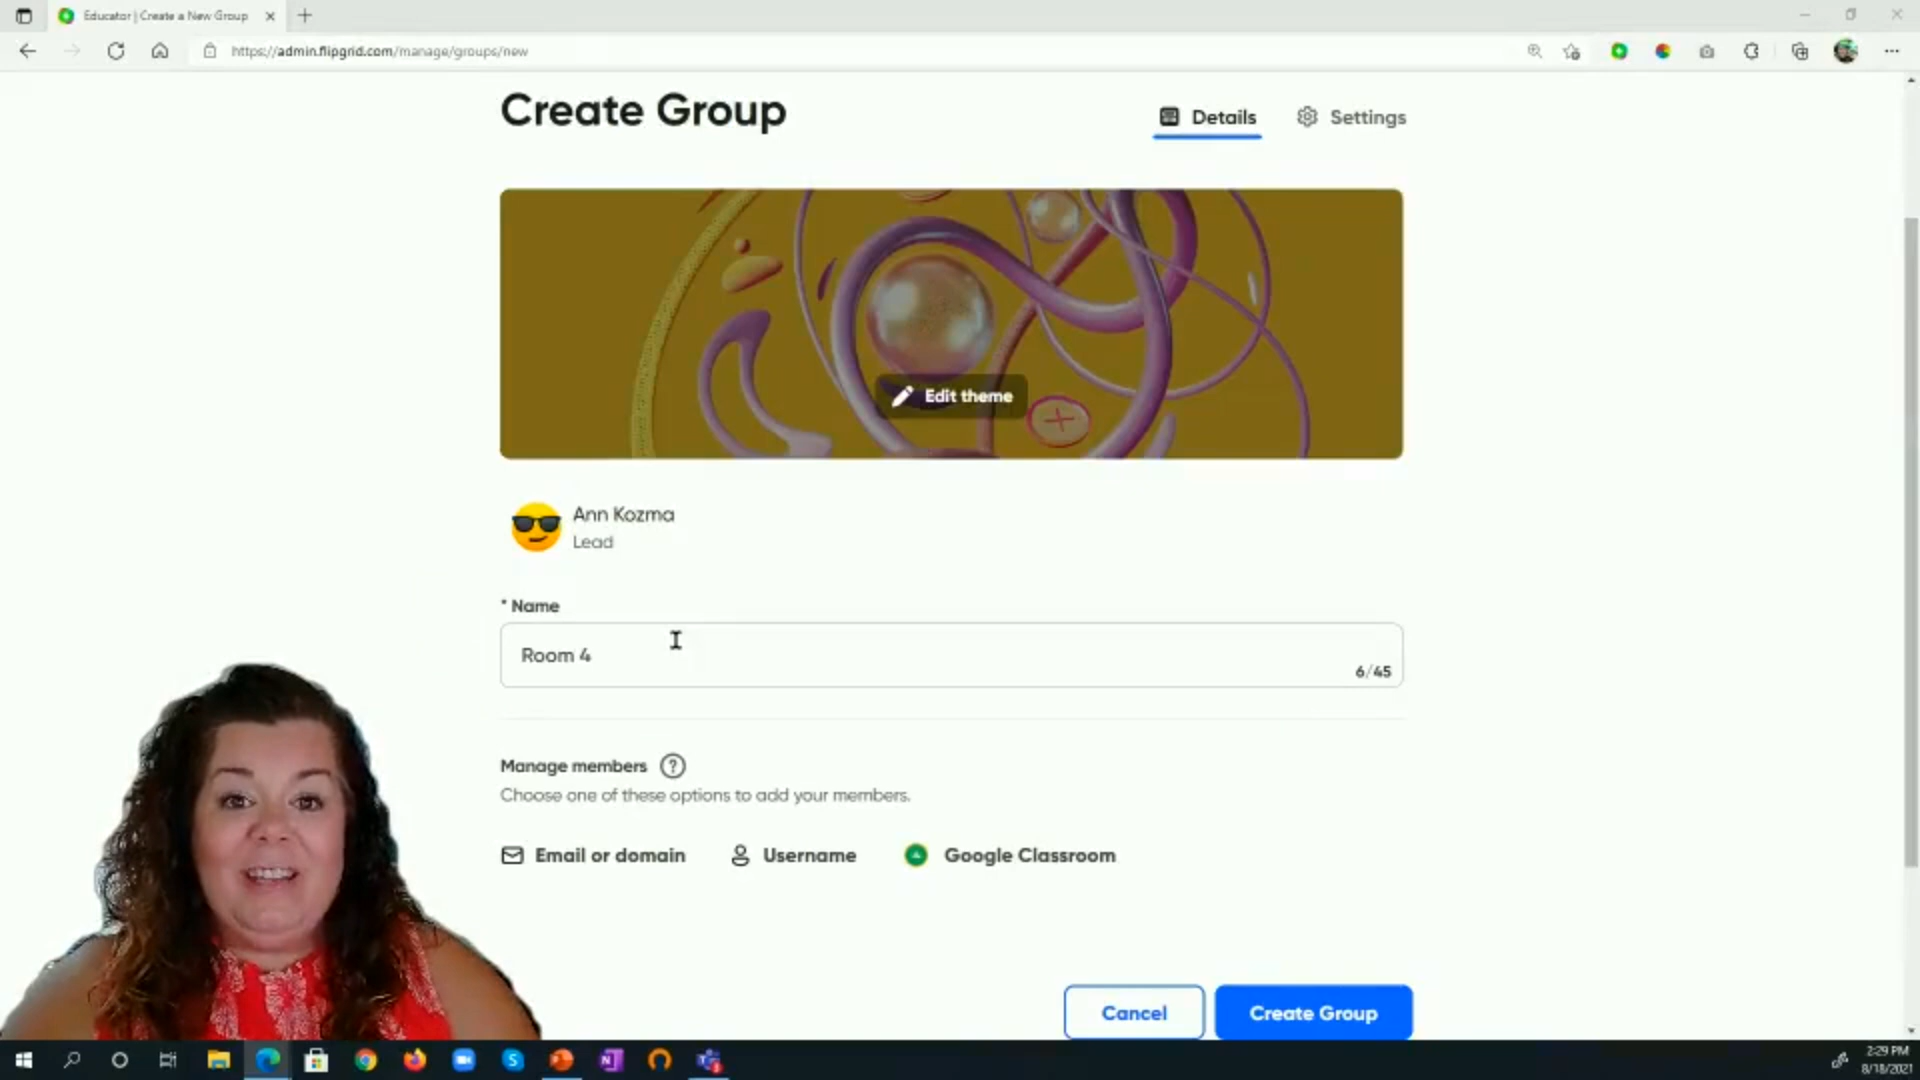 Educator | Create a New Group
https://admin.flipgrid.com/manage/groups/new
Create Group
Details
Settings
Edit theme
Ann Kozma
Lead
* Name
Room 4
6/45
Manage members ?
Choose one of these options to add your members.
Email or domain
Username
Google Classroom
Cancel
Create Group
2:29 PM
8/18/2021